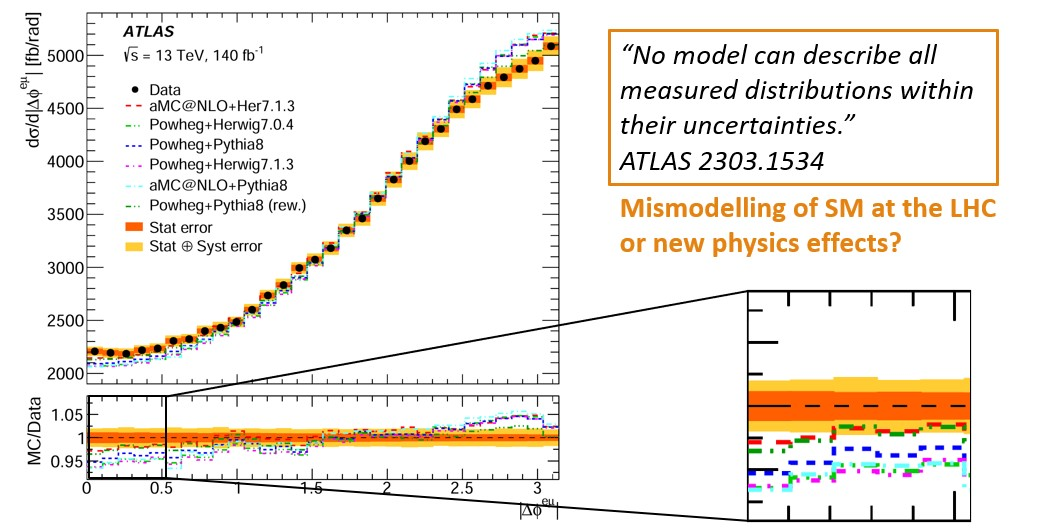 ATLAS
√s = 13 TeV, 140 fb⁻¹
Data
aMC@NLO+Her7.1.3
Powheg+Herwig7.0.4
Powheg+Pythia8
Powheg+Herwig7.1.3
aMC@NLO+Pythia8
Powheg+Pythia8 (rew.)
Stat error
Stat ⊕ Syst error
dσ/d|Δϕ^eμ| [fb/rad]
5000
4500
4000
3500
3000
2500
2000
MC/Data
1.05
1
0.95
0 0.5 1 1.5 2 2.5 3
|Δϕ^eμ|
“No model can describe all
measured distributions within
their uncertainties.”
ATLAS 2303.1534
Mismodelling of SM at the LHC
or new physics effects?